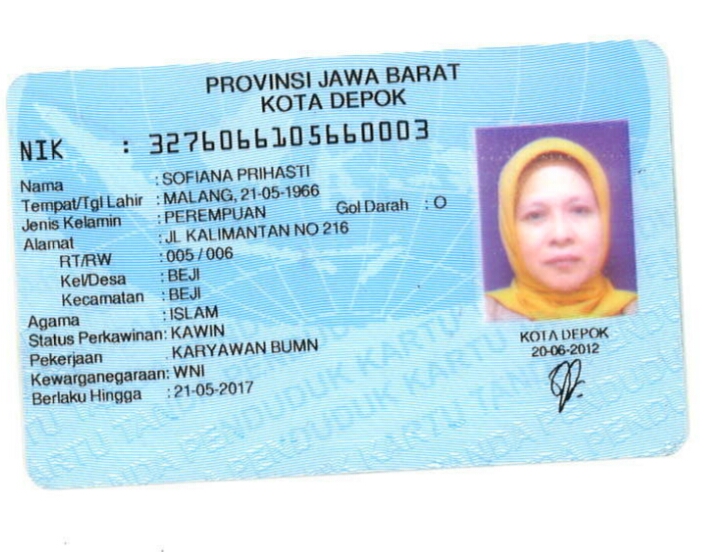 PROVINSI JAWA BARAT
KOTA DEPOK
NIK : 3276066105660003
Nama : SOFIANA PRIHASTI
Tempat/Tgl Lahir : MALANG, 21-05-1966
Jenis Kelamin : PEREMPUAN Gol Darah : O
Alamat : JL KALIMANTAN NO 216
RT/RW : 005 / 006
Kel/Desa : BEJI
Kecamatan : BEJI
Agama : ISLAM
Status Perkawinan: KAWIN
Pekerjaan : KARYAWAN BUMN
Kewarganegaraan: WNI
Berlaku Hingga : 21-05-2017
KOTA DEPOK
20-06-2012
KARTU TANDA PENDUDUK KARTU TANDA PENDUDUK